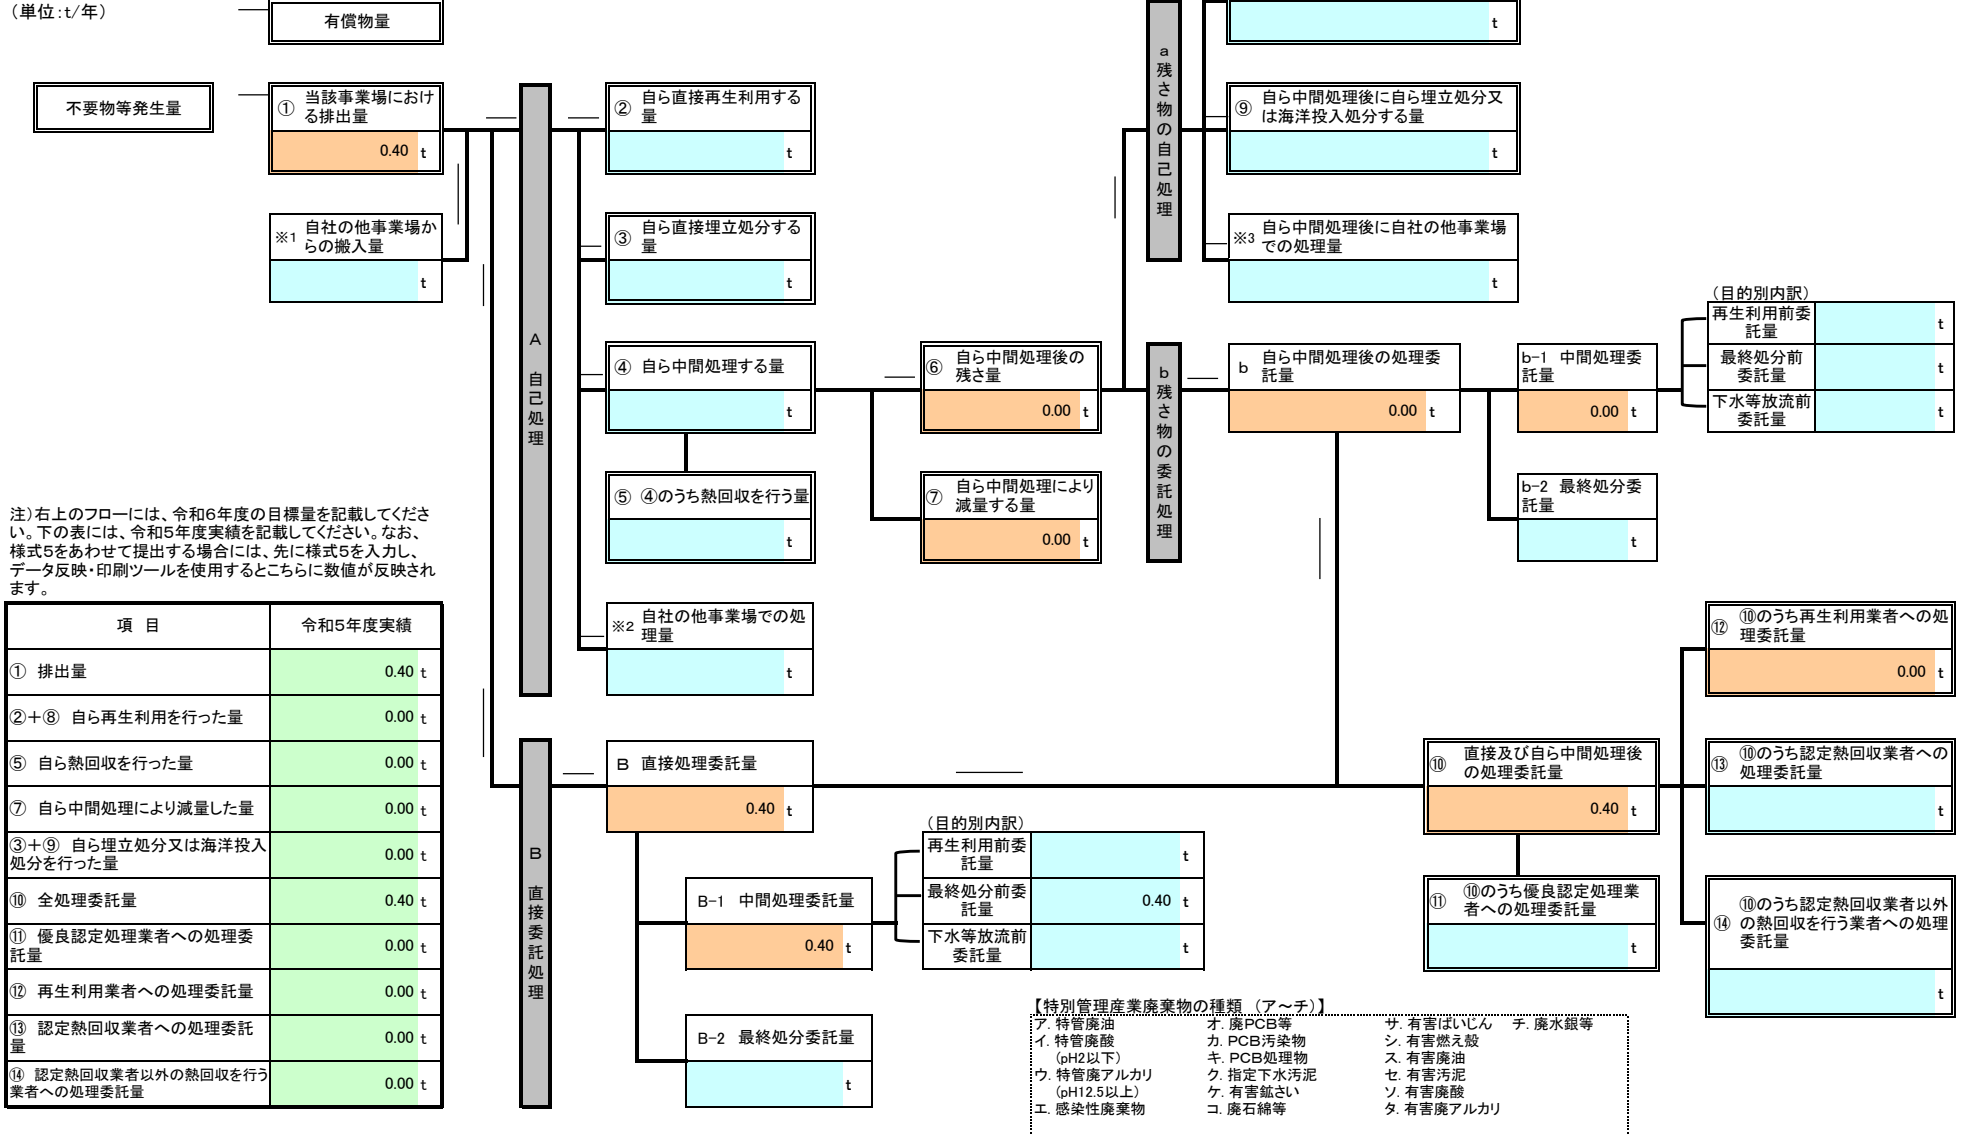 （単位：t/年）
有償物量
t
不要物等発生量
① 当該事業場におけ
る排出量
0.40 t
※1 自社の他事業場か
らの搬入量
t
A 自己処理
② 自ら直接再生利用する
量
t
③ 自ら直接埋立処分する
量
t
④ 自ら中間処理する量
t
⑤ ④のうち熱回収を行う量
t
※2 自社の他事業場での処
理量
t
⑥ 自ら中間処理後の
残さ量
0.00 t
⑦ 自ら中間処理により
減量する量
0.00 t
a 残さ物の自己処理
⑨ 自ら中間処理後に自ら埋立処分又
は海洋投入処分する量
t
※3 自ら中間処理後に自社の他事業場
での処理量
t
b 残さ物の委託処理
b 自ら中間処理後の処理委
託量
0.00 t
b-1 中間処理委
託量
0.00 t
（目的別内訳）
再生利用前委
託量
t
最終処分前
委託量
t
下水等放流前
委託量
t
b-2 最終処分委
託量
t
注）右上のフローには、令和６年度の目標量を記載してくださ
い。下の表には、令和５年度実績を記載してください。なお、
様式５をあわせて提出する場合には、先に様式５を入力し、
データ反映・印刷ツールを使用するとこちらに数値が反映され
ます。
項 目 令和５年度実績
① 排出量 0.40 t
②＋⑧ 自ら再生利用を行った量 0.00 t
⑤ 自ら熱回収を行った量 0.00 t
⑦ 自ら中間処理により減量した量 0.00 t
③＋⑨ 自ら埋立処分又は海洋投入
処分を行った量 0.00 t
⑩ 全処理委託量 0.40 t
⑪ 優良認定処理業者への処理委
託量 0.00 t
⑫ 再生利用業者への処理委託量 0.00 t
⑬ 認定熱回収業者への処理委託
量 0.00 t
⑭ 認定熱回収業者以外の熱回収を行う
業者への処理委託量 0.00 t
B 直接委託処理
B 直接処理委託量
0.40 t
B-1 中間処理委託量
0.40 t
（目的別内訳）
再生利用前委
託量
t
最終処分前委
託量
0.40 t
下水等放流前
委託量
t
B-2 最終処分委託量
t
⑩ 直接及び自ら中間処理後
の処理委託量
0.40 t
⑪ ⑩のうち優良認定処理業
者への処理委託量
t
⑫ ⑩のうち再生利用業者への処
理委託量
0.00 t
⑬ ⑩のうち認定熱回収業者への
処理委託量
t
⑭ ⑩のうち認定熱回収業者以外
の熱回収を行う業者への処理
委託量
t
【特別管理産業廃棄物の種類 （ア～チ）】
ア. 特管廃油 オ. 廃PCB等 サ. 有害ばいじん チ. 廃水銀等
イ. 特管廃酸 カ. PCB汚染物 シ. 有害燃え殻
（pH2以下） キ. PCB処理物 ス. 有害廃油
ウ. 特管廃アルカリ ク. 指定下水汚泥 セ. 有害汚泥
（pH12.5以上） ケ. 有害鉱さい ソ. 有害廃酸
エ. 感染性廃棄物 コ. 廃石綿等 タ. 有害廃アルカリ